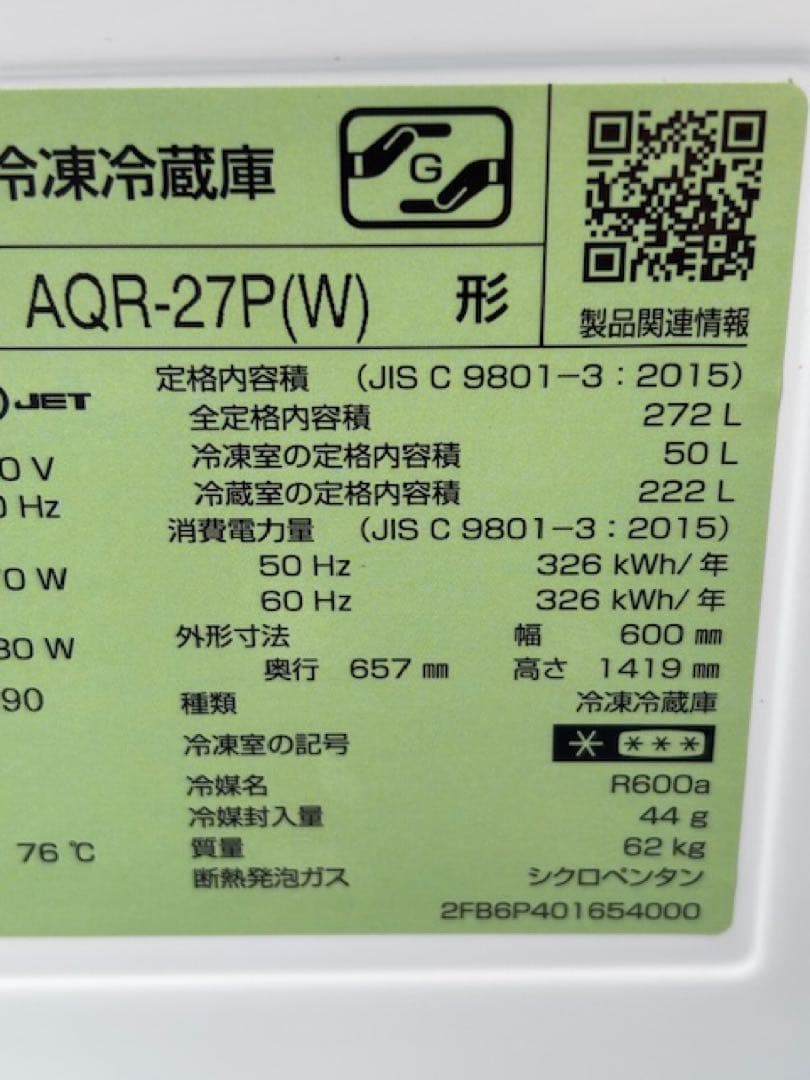 冷凍冷蔵庫
G
AQR-27P(W) 形
製品関連情報
JET
定格内容積 （JIS C 9801－3：2015）
全定格内容積 272 L
0 V
冷凍室の定格内容積 50 L
0 Hz
冷蔵室の定格内容積 222 L
消費電力量 （JIS C 9801－3：2015）
50 Hz 326 kWh/年
70 W
60 Hz 326 kWh/年
外形寸法 幅 600 ㎜
80 W
奥行 657 ㎜ 高さ 1419 ㎜
90
種類 冷凍冷蔵庫
冷凍室の記号 * ***
冷媒名 R600a
冷媒封入量 44 g
76 ℃
質量 62 kg
断熱発泡ガス シクロペンタン
2FB6P401654000